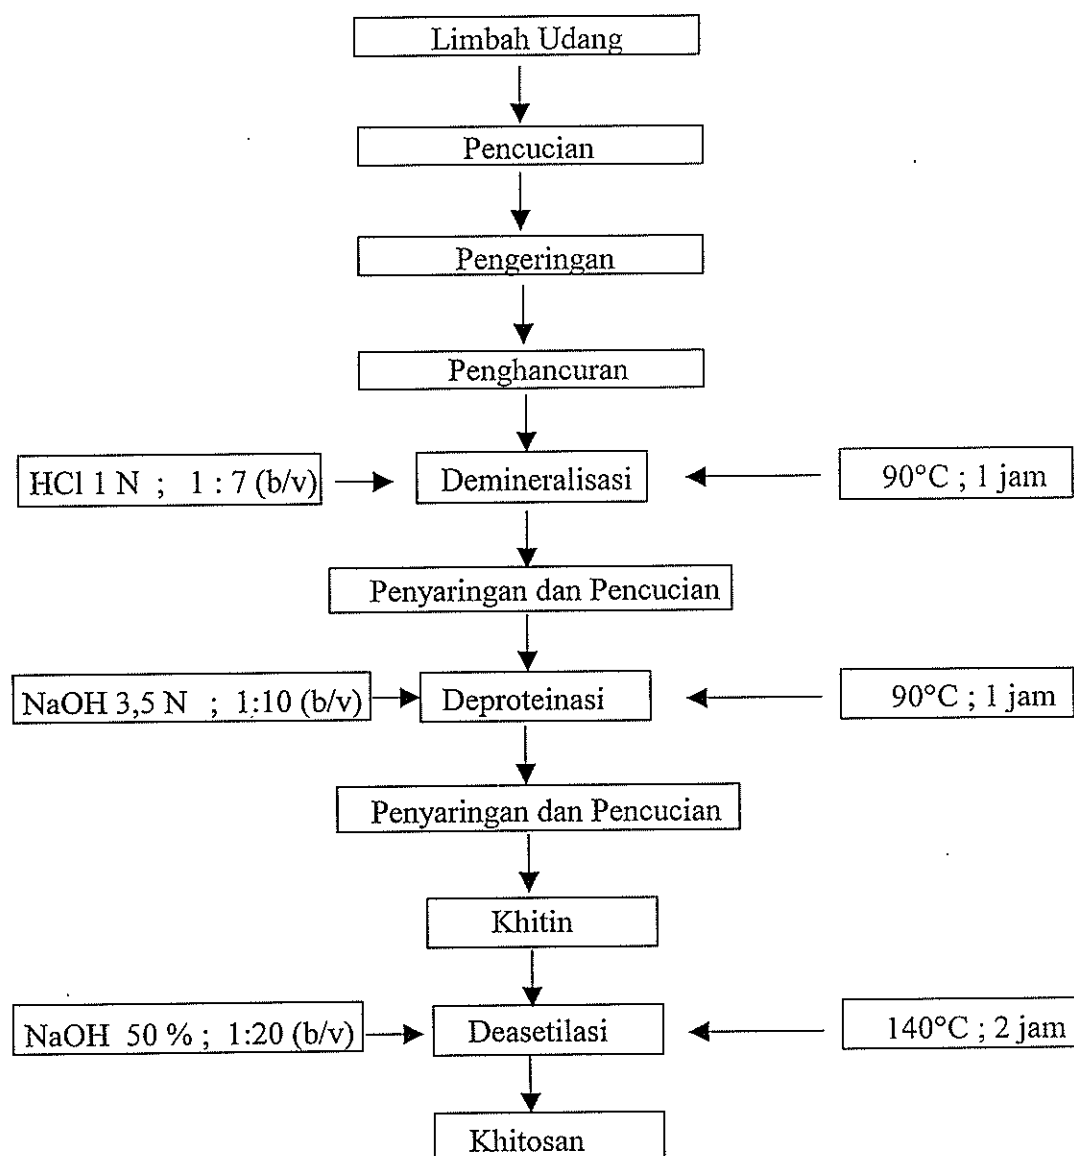 Limbah Udang
Pencucian
Pengeringan
Penghancuran
HCl 1 N ; 1 : 7 (b/v)
Demineralisasi
90°C ; 1 jam
Penyaringan dan Pencucian
NaOH 3,5 N ; 1:10 (b/v)
Deproteinasi
90°C ; 1 jam
Penyaringan dan Pencucian
Khitin
NaOH 50 % ; 1:20 (b/v)
Deasetilasi
140°C ; 2 jam
Khitosan